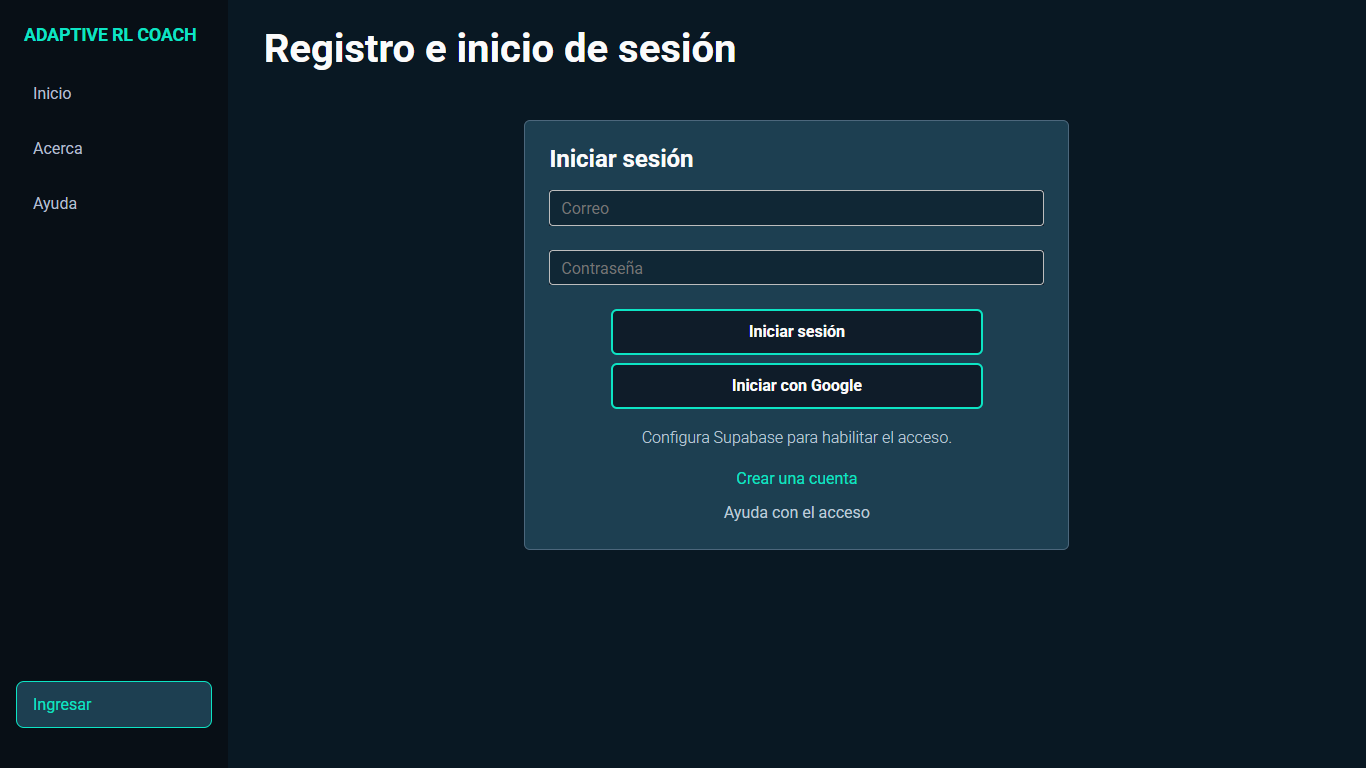 ADAPTIVE RL COACH
Inicio
Acerca
Ayuda
Ingresar
Registro e inicio de sesión
Iniciar sesión
Correo
Contraseña
Iniciar sesión
Iniciar con Google
Configura Supabase para habilitar el acceso.
Crear una cuenta
Ayuda con el acceso